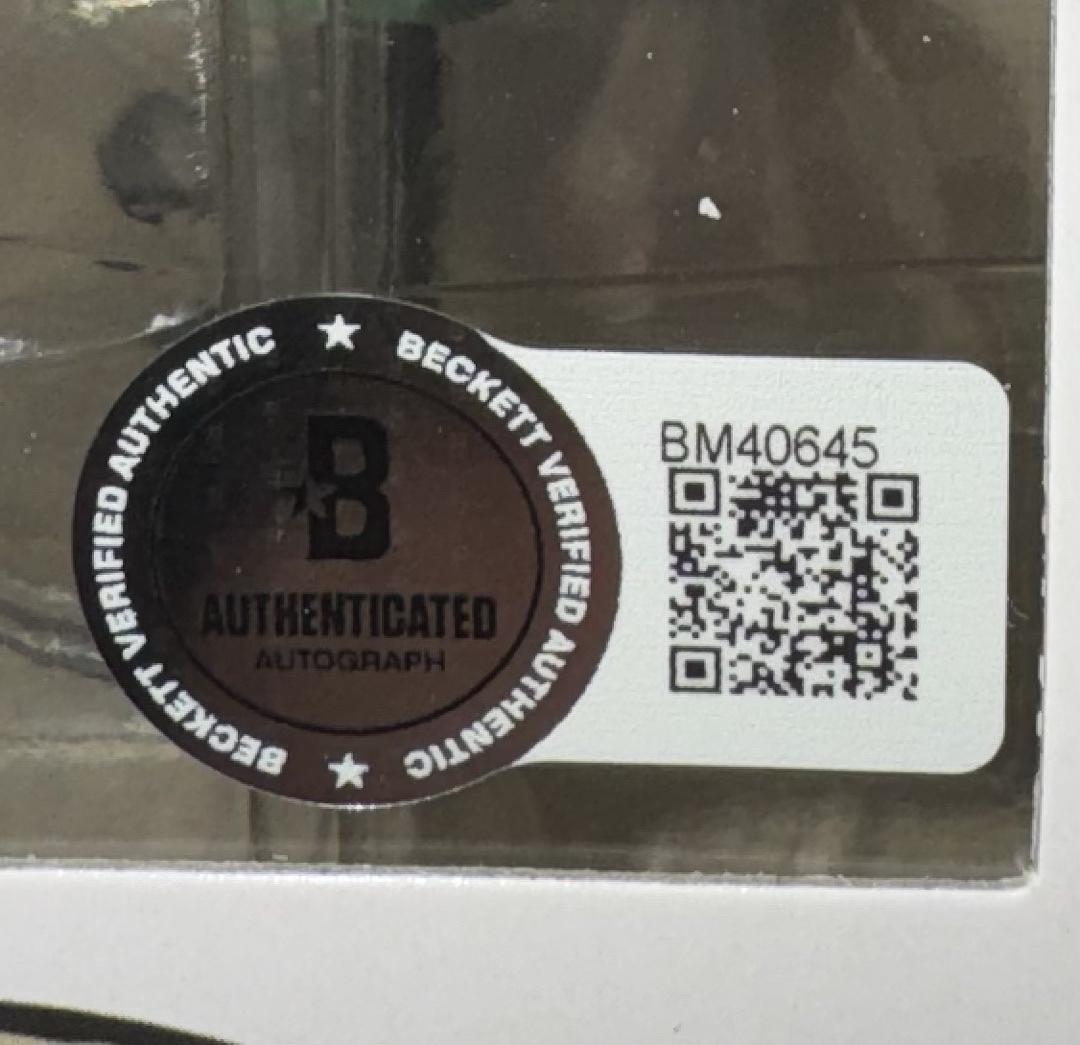 BECKETT VERIFIED AUTHENTIC
BECKETT VERIFIED AUTHENTIC
B
AUTHENTICATED
AUTOGRAPH
BM40645